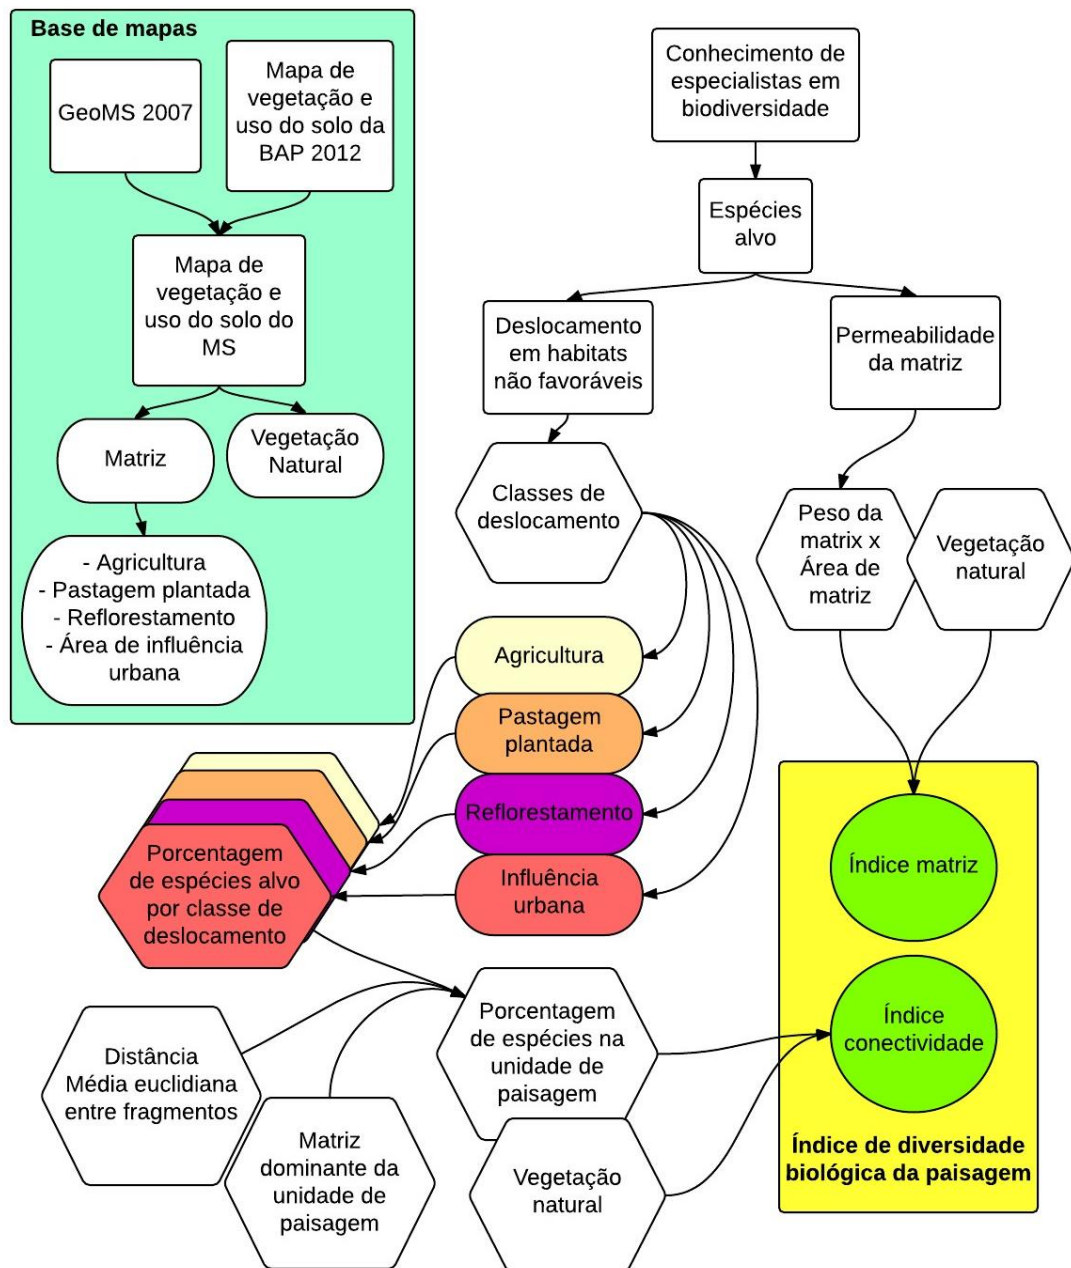 Base de mapas
GeoMS 2007
Mapa de
vegetação e
uso do solo da
BAP 2012
Mapa de
vegetação e
uso do solo do
MS
Matriz
Vegetação
Natural
- Agricultura
- Pastagem plantada
- Reflorestamento
- Área de influência
urbana
Conhecimento de
especialistas em
biodiversidade
Espécies
alvo
Deslocamento
em habitats
não favoráveis
Permeabilidade
da matriz
Classes de
deslocamento
Peso da
matrix x
Área de
matriz
Vegetação
natural
Agricultura
Pastagem
plantada
Reflorestamento
Influência
urbana
Porcentagem
de espécies alvo
por classe de
deslocamento
Distância
Média euclidiana
entre fragmentos
Matriz
dominante da
unidade de
paisagem
Porcentagem
de espécies na
unidade de
paisagem
Vegetação
natural
Índice matriz
Índice
conectividade
Índice de diversidade
biológica da paisagem